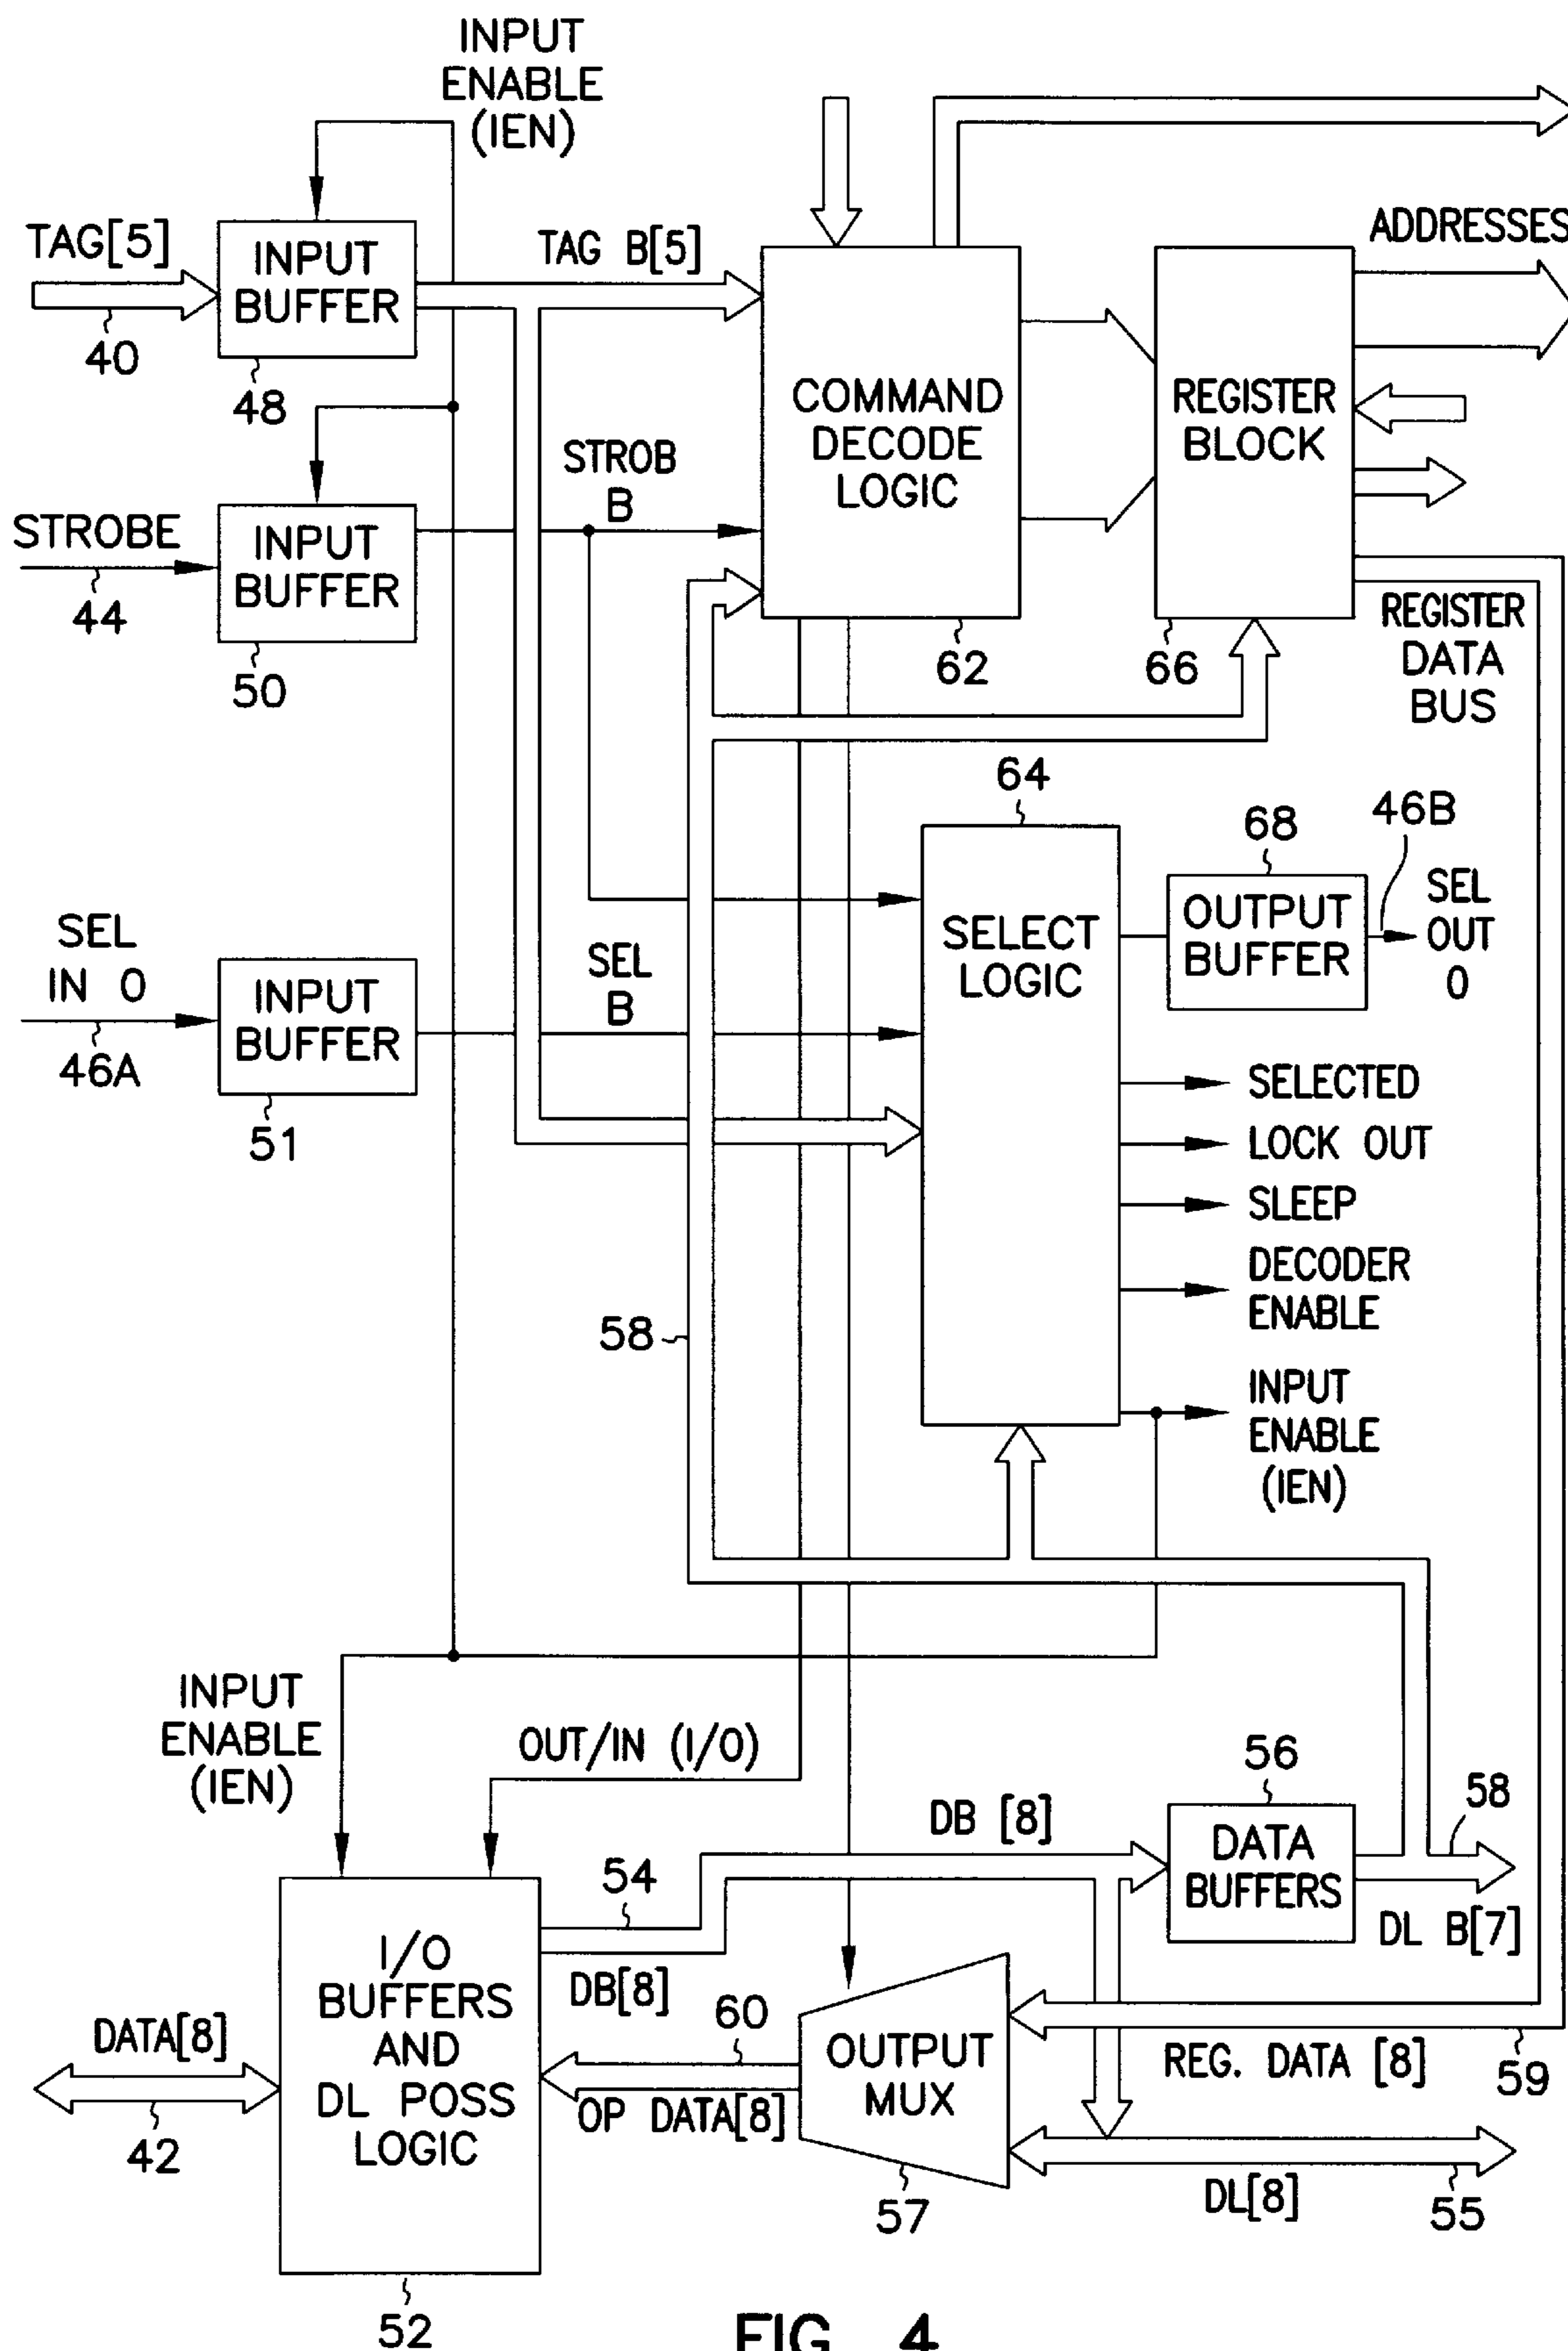 INPUT
ENABLE
(IEN)
TAG[5]
40
INPUT
BUFFER
48
TAG B[5]
COMMAND
DECODE
LOGIC
62
ADDRESSES
REGISTER
BLOCK
66
REGISTER
DATA
BUS
STROBE
44
INPUT
BUFFER
50
STROB
B
SEL
IN 0
46A
INPUT
BUFFER
51
SEL
B
64
SELECT
LOGIC
68
OUTPUT
BUFFER
46B
SEL
OUT
0
SELECTED
LOCK OUT
SLEEP
DECODER
ENABLE
INPUT
ENABLE
(IEN)
58
INPUT
ENABLE
(IEN)
OUT/IN (I/O)
DB [8]
56
DATA
BUFFERS
58
DL B[7]
54
DB[8]
I/O
BUFFERS
AND
DL POSS
LOGIC
52
DATA[8]
42
60
OP DATA[8]
OUTPUT
MUX
57
REG. DATA [8]
59
DL[8]
55
FIG. 4